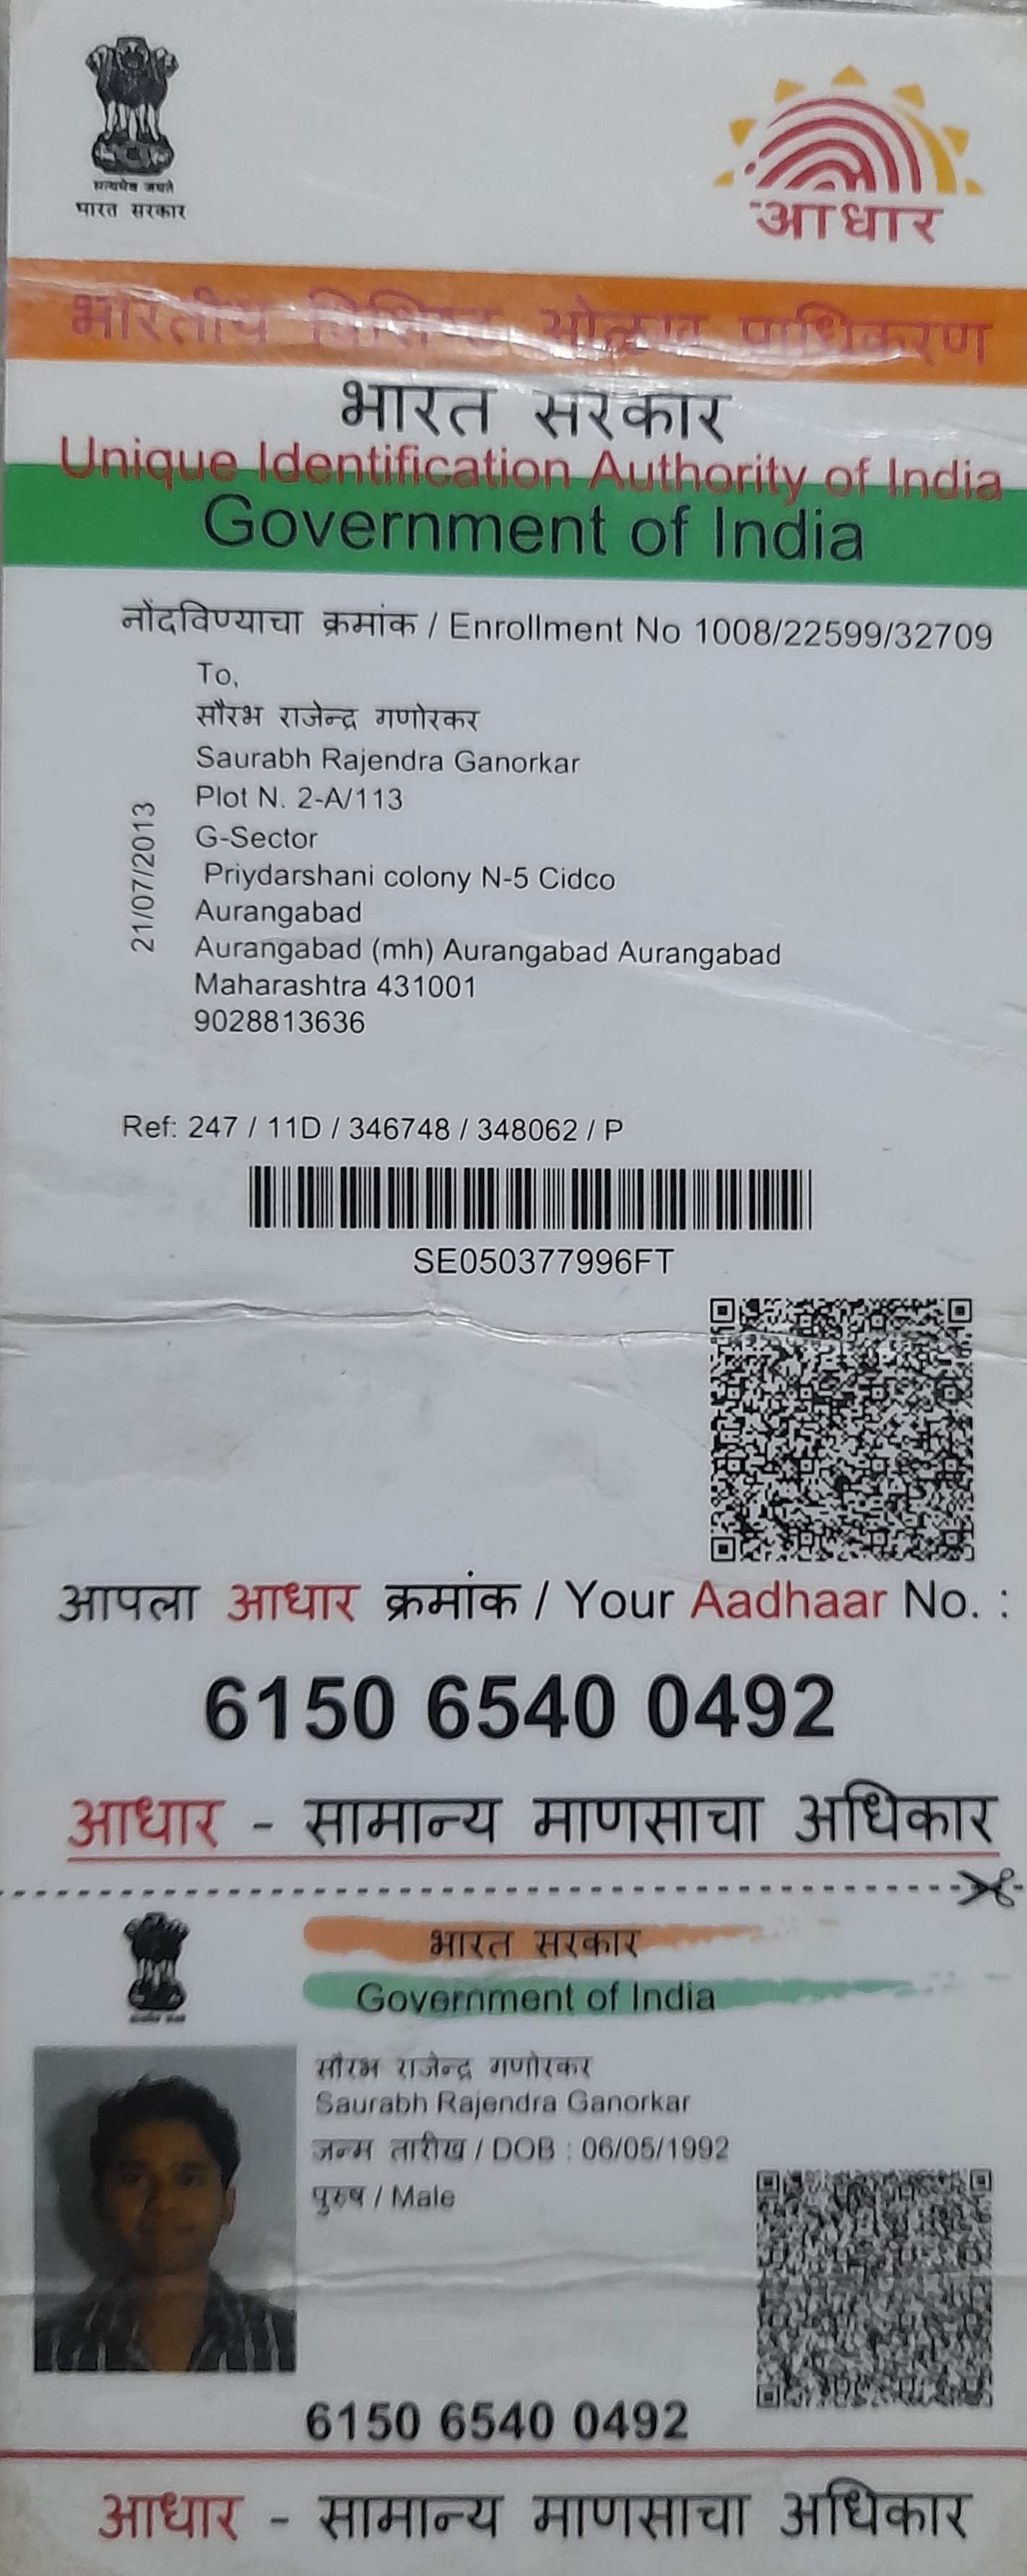 सत्यमेव जयते
भारत सरकार
आधार
भारतीय विशिष्ट ओळख प्राधिकरण
भारत सरकार
Unique Identification Authority of India
Government of India
नोंदविण्याचा क्रमांक / Enrollment No 1008/22599/32709
To,
सौरभ राजेन्द्र गणोरकर
Saurabh Rajendra Ganorkar
Plot N. 2-A/113
G-Sector
Priydarshani colony N-5 Cidco
Aurangabad
Aurangabad (mh) Aurangabad Aurangabad
Maharashtra 431001
9028813636
21/07/2013
Ref: 247 / 11D / 346748 / 348062 / P
SE050377996FT
आपला आधार क्रमांक / Your Aadhaar No. :
6150 6540 0492
आधार - सामान्य माणसाचा अधिकार
भारत सरकार
Government of India
सौरभ राजेन्द्र गणोरकर
Saurabh Rajendra Ganorkar
जन्म तारीख / DOB : 06/05/1992
पुरुष / Male
6150 6540 0492
आधार - सामान्य माणसाचा अधिकार